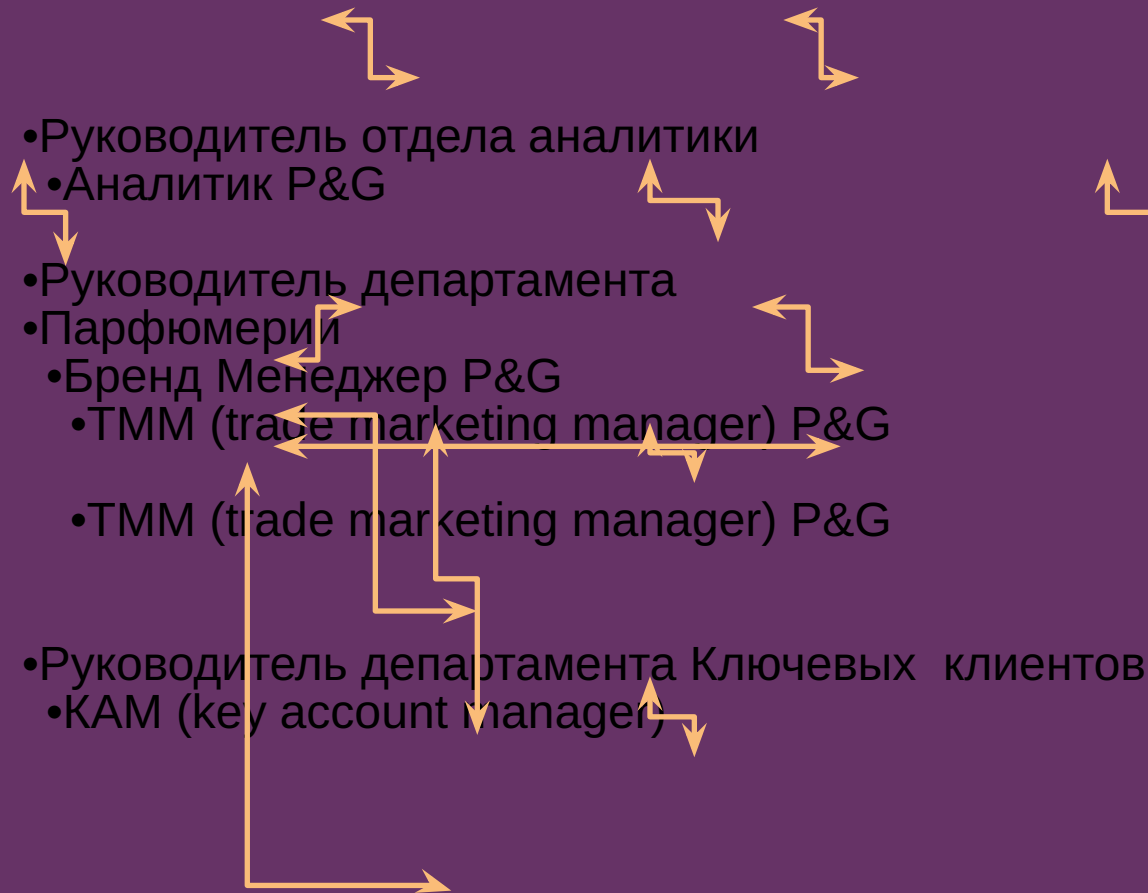 •Руководитель отдела аналитики
•Аналитик P&G
•Руководитель департамента
•Парфюмерии
•Бренд Менеджер P&G
•ТММ (trade marketing manager) P&G
•ТММ (trade marketing manager) P&G
•Руководитель департамента Ключевых  клиентов
•КАМ (key account manager)